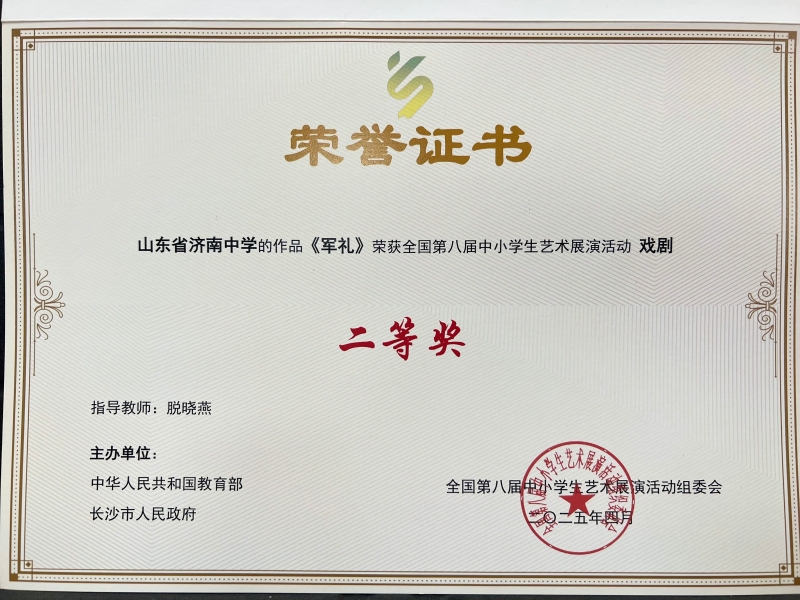 荣誉证书
山东省济南中学的作品《军礼》荣获全国第八届中小学生艺术展演活动 戏剧
二等奖
指导教师：脱晓燕
主办单位：
中华人民共和国教育部
长沙市人民政府
全国第八届中小学生艺术展演活动组委会
二〇二五年四月